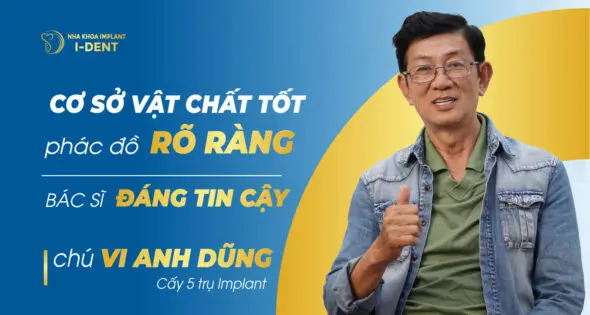 NHA KHOA IMPLANT
I-DENT
CƠ SỞ VẬT CHẤT TỐT
phác đồ RÕ RÀNG
BÁC SĨ ĐÁNG TIN CẬY
chú VI ANH DŨNG
Cấy 5 trụ Implant